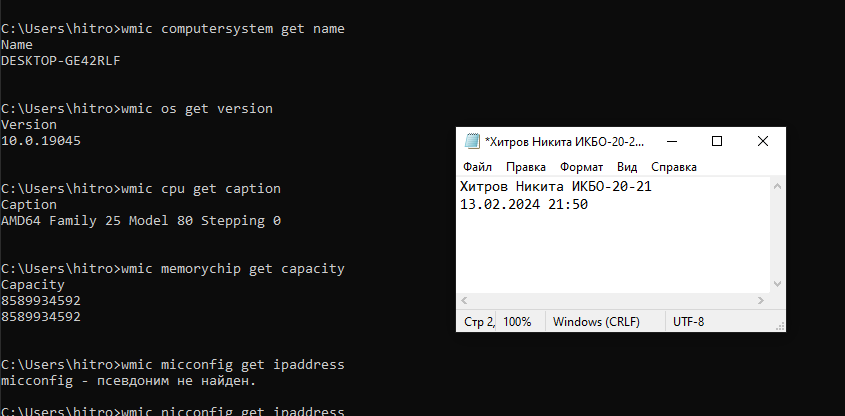 C:\Users\hitro>wmic computersystem get name
Name
DESKTOP-GE42RLF
C:\Users\hitro>wmic os get version
Version
10.0.19045
C:\Users\hitro>wmic cpu get caption
Caption
AMD64 Family 25 Model 80 Stepping 0
C:\Users\hitro>wmic memorychip get capacity
Capacity
8589934592
8589934592
C:\Users\hitro>wmic micconfig get ipaddress
micconfig - псевдоним не найден.
C:\Users\hitro>wmic nicconfig get ipaddress
*Хитров Никита ИКБО-20-2...
Файл Правка Формат Вид Справка
Хитров Никита ИКБО-20-21
13.02.2024 21:50
Стр 2, 100% Windows (CRLF) UTF-8